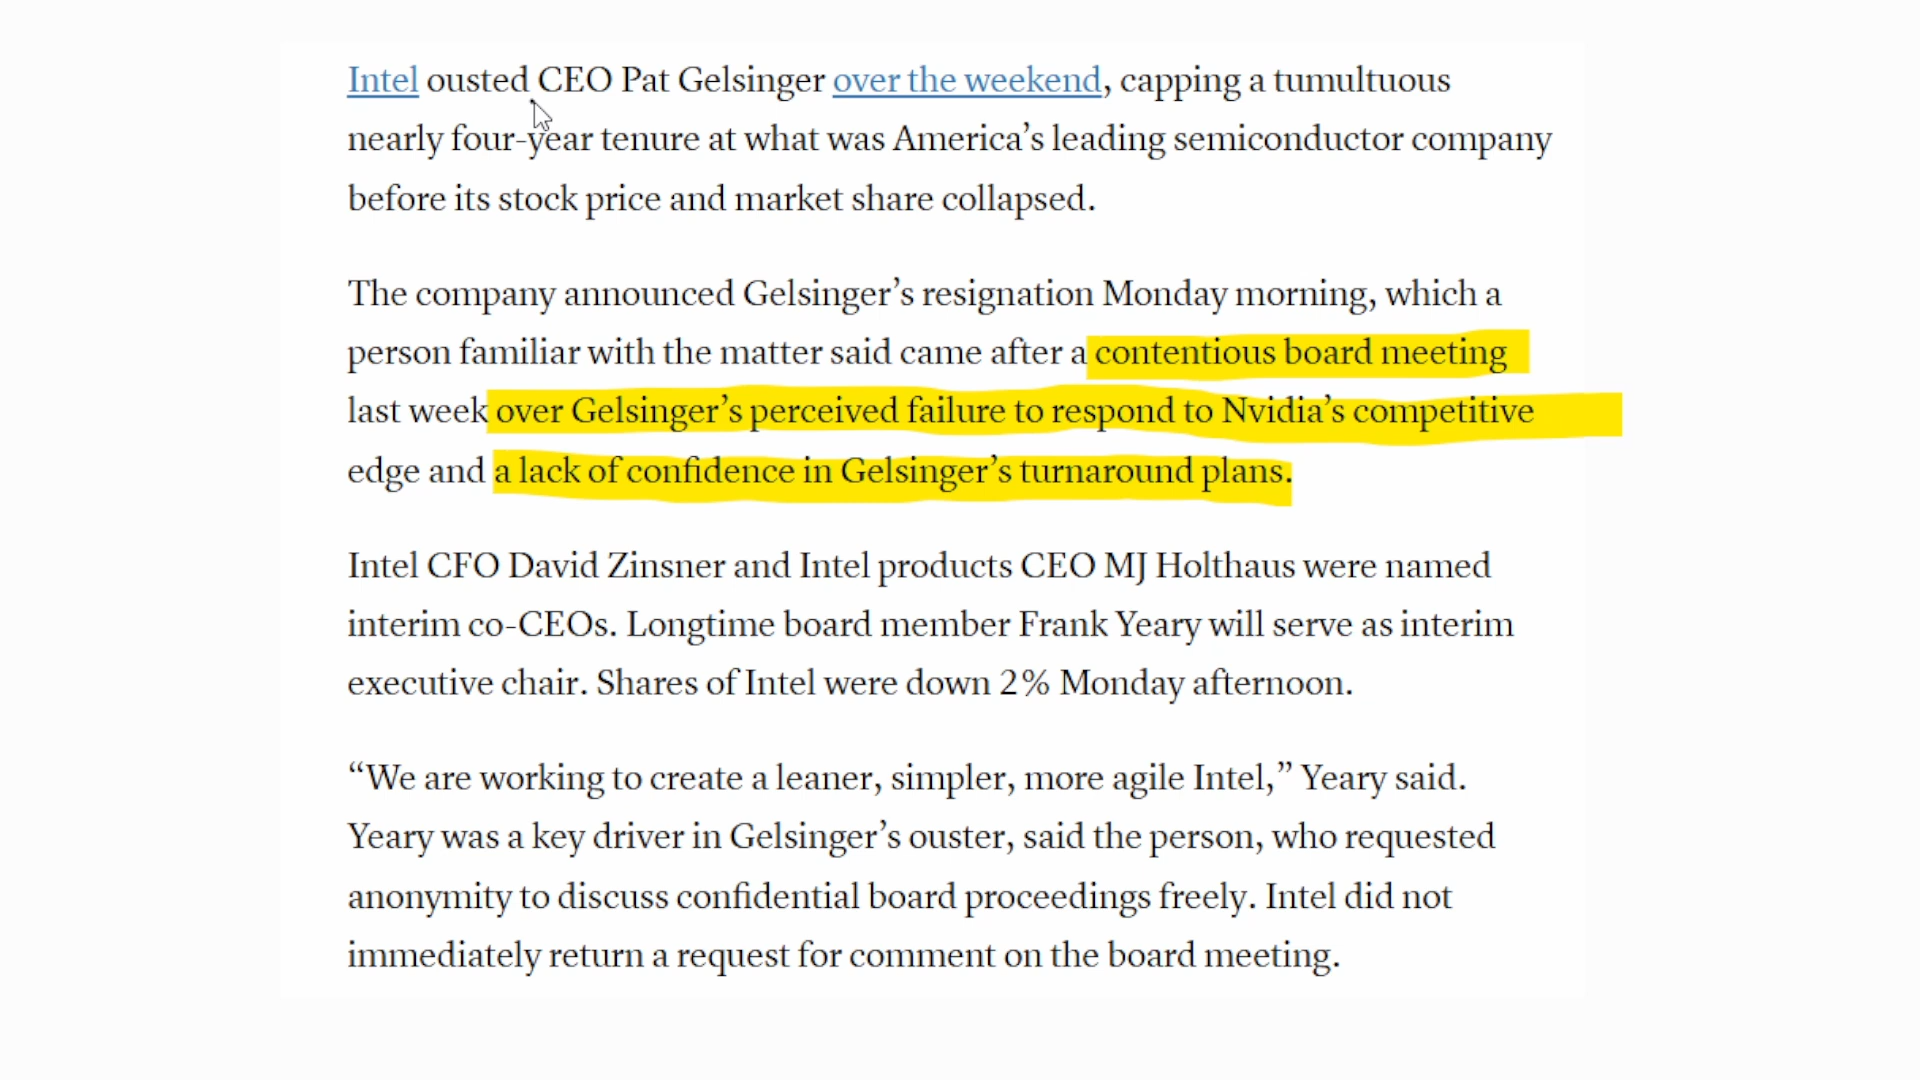 Intel ousted CEO Pat Gelsinger over the weekend, capping a tumultuous
nearly four-year tenure at what was America’s leading semiconductor company
before its stock price and market share collapsed.
The company announced Gelsinger’s resignation Monday morning, which a
person familiar with the matter said came after a contentious board meeting
last week over Gelsinger’s perceived failure to respond to Nvidia’s competitive
edge and a lack of confidence in Gelsinger’s turnaround plans.
Intel CFO David Zinsner and Intel products CEO MJ Holthaus were named
interim co-CEOs. Longtime board member Frank Yeary will serve as interim
executive chair. Shares of Intel were down 2% Monday afternoon.
“We are working to create a leaner, simpler, more agile Intel,” Yeary said.
Yeary was a key driver in Gelsinger’s ouster, said the person, who requested
anonymity to discuss confidential board proceedings freely. Intel did not
immediately return a request for comment on the board meeting.